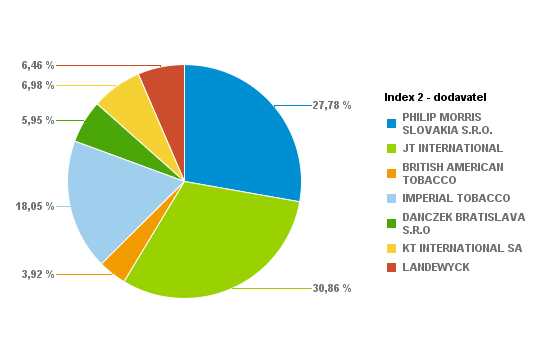 6,46 %
6,98 %
5,95 %
18,05 %
3,92 %
27,78 %
30,86 %
Index 2 - dodavatel
PHILIP MORRIS
SLOVAKIA S.R.O.
JT INTERNATIONAL
BRITISH AMERICAN
TOBACCO
IMPERIAL TOBACCO
DANCZEK BRATISLAVA
S.R.O
KT INTERNATIONAL SA
LANDEWYCK